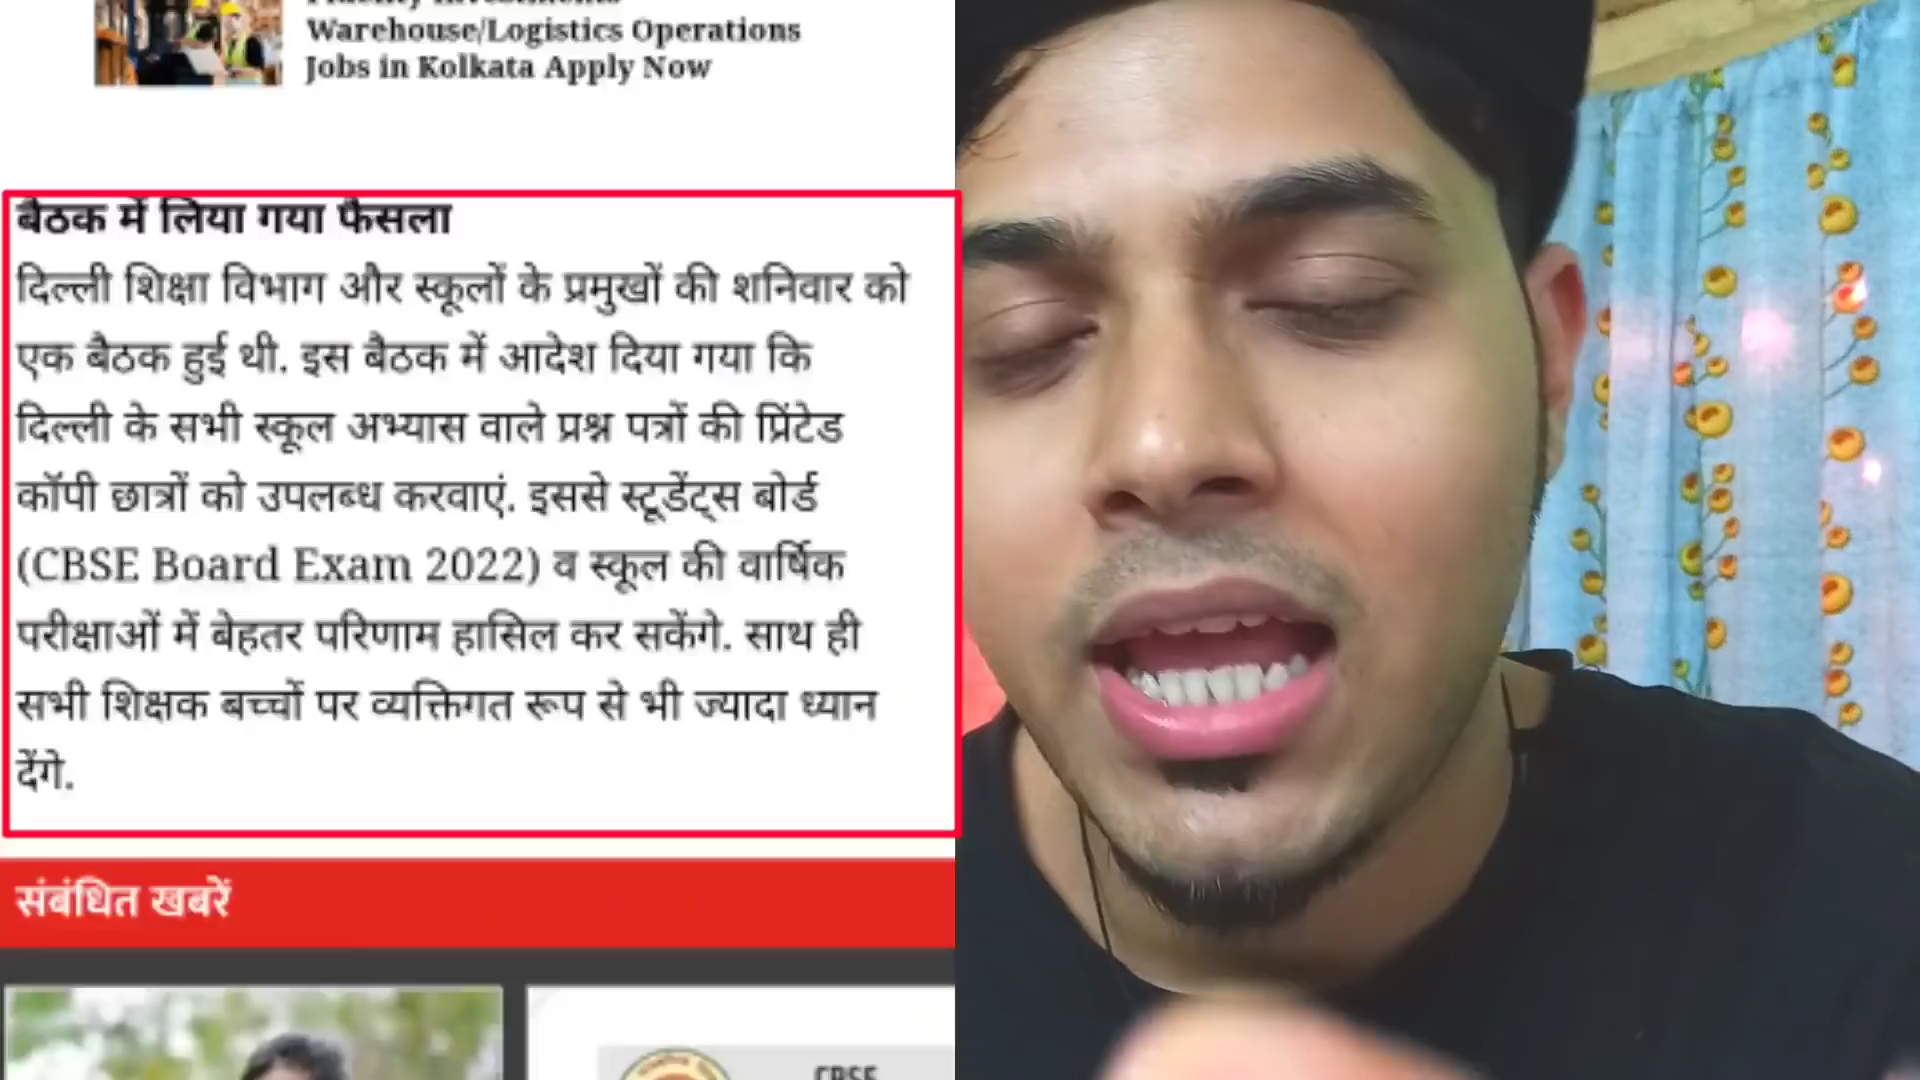 Warehouse/Logistics Operations
Jobs in Kolkata Apply Now
बैठक में लिया गया फैसला
दिल्ली शिक्षा विभाग और स्कूलों के प्रमुखों की शनिवार को
एक बैठक हुई थी. इस बैठक में आदेश दिया गया कि
दिल्ली के सभी स्कूल अभ्यास वाले प्रश्न पत्रों की प्रिंटेड
कॉपी छात्रों को उपलब्ध करवाएं. इससे स्टूडेंट्स बोर्ड
(CBSE Board Exam 2022) व स्कूल की वार्षिक
परीक्षाओं में बेहतर परिणाम हासिल कर सकेंगे. साथ ही
सभी शिक्षक बच्चों पर व्यक्तिगत रूप से भी ज्यादा ध्यान
देंगे.
संबंधित खबरें
CBSE